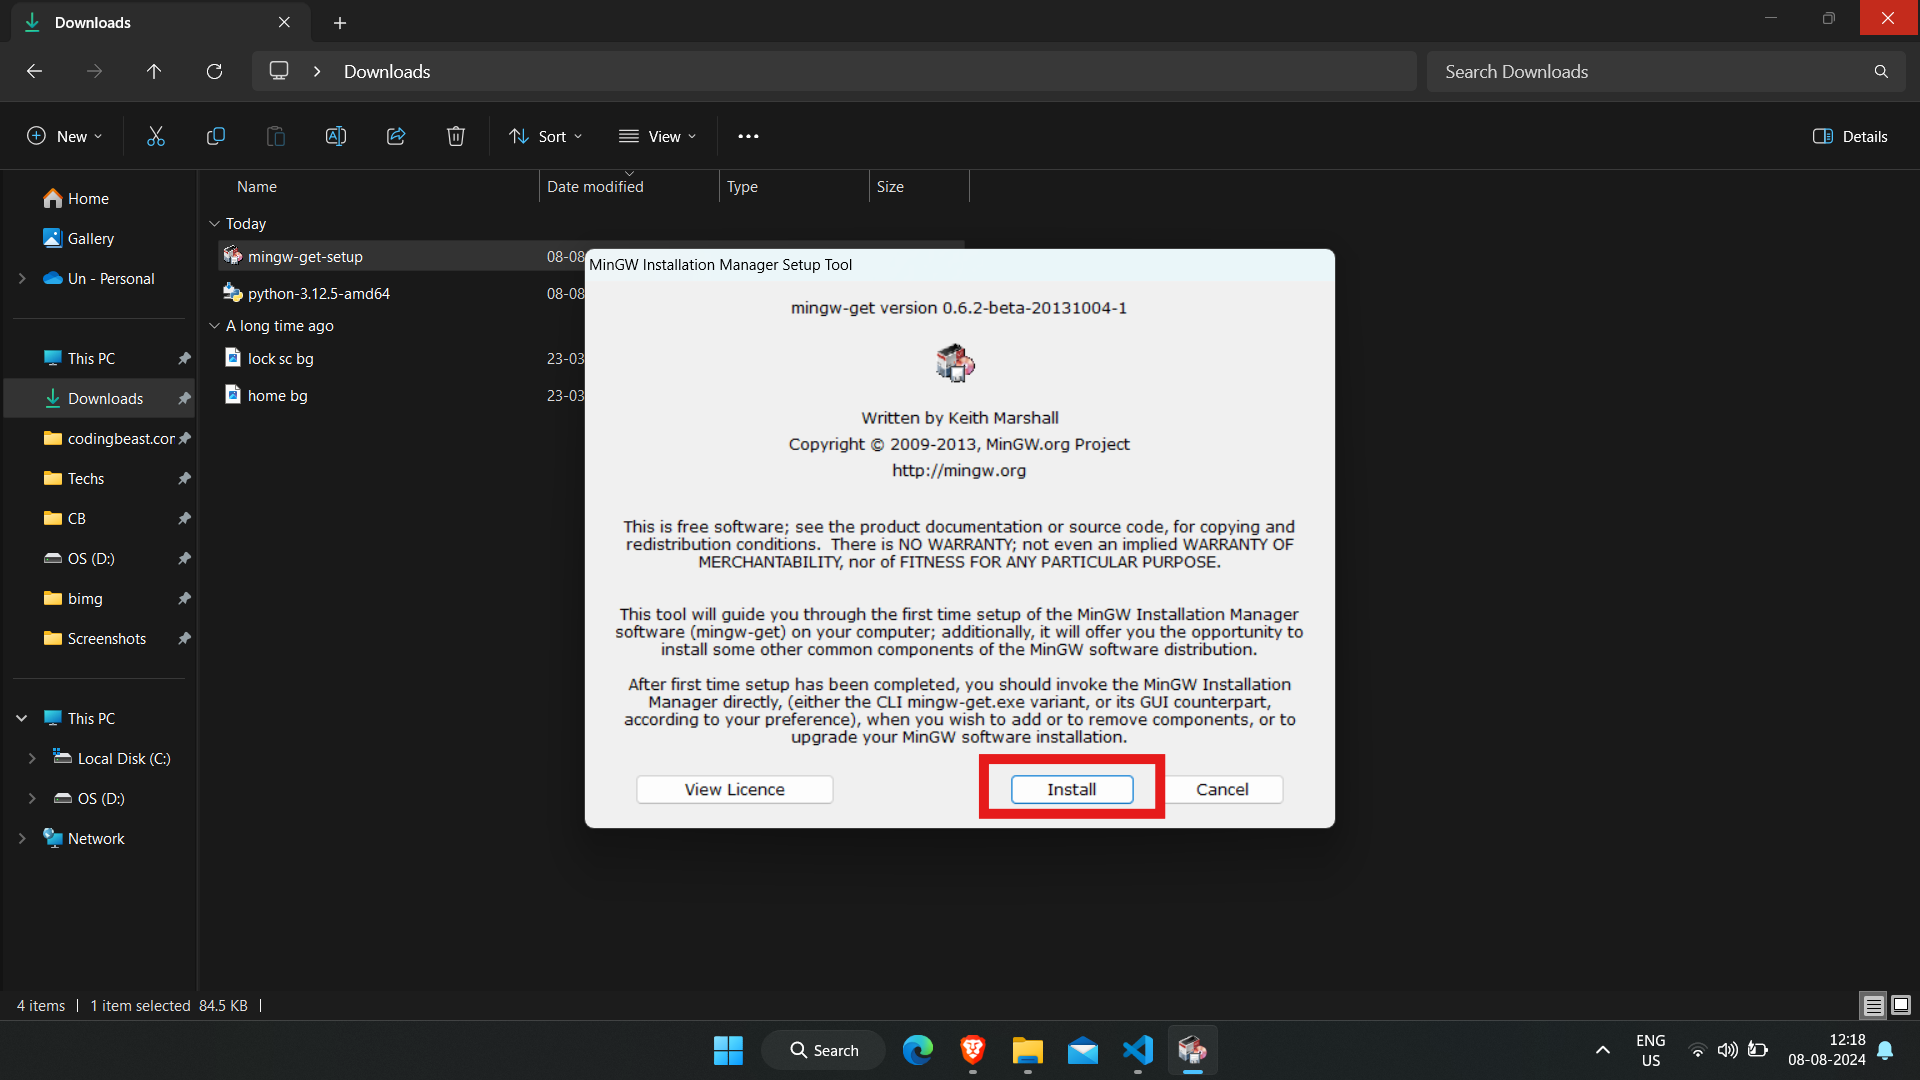 Downloads
Downloads
Search Downloads
New
Sort
View
Details
Name
Date modified
Type
Size
Home
Gallery
Un - Personal
This PC
Downloads
codingbeast.cor
Techs
CB
OS (D:)
bimg
Screenshots
This PC
Local Disk (C:)
OS (D:)
Network
Today
mingw-get-setup
08-08
python-3.12.5-amd64
08-08
A long time ago
lock sc bg
23-03
home bg
23-03
MinGW Installation Manager Setup Tool
mingw-get version 0.6.2-beta-20131004-1
Written by Keith Marshall
Copyright © 2009-2013, MinGW.org Project
http://mingw.org
This is free software; see the product documentation or source code, for copying and
redistribution conditions. There is NO WARRANTY; not even an implied WARRANTY OF
MERCHANTABILITY, nor of FITNESS FOR ANY PARTICULAR PURPOSE.
This tool will guide you through the first time setup of the MinGW Installation Manager
software (mingw-get) on your computer; additionally, it will offer you the opportunity to
install some other common components of the MinGW software distribution.
After first time setup has been completed, you should invoke the MinGW Installation
Manager directly, (either the CLI mingw-get.exe variant, or its GUI counterpart,
according to your preference), when you wish to add or to remove components, or to
upgrade your MinGW software installation.
View Licence
Install
Cancel
4 items
1 item selected 84.5 KB
Search
ENG
US
12:18
08-08-2024